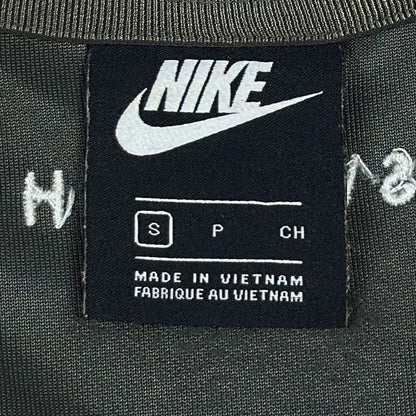 NIKE
S P CH
MADE IN VIETNAM
FABRIQUE AU VIETNAM